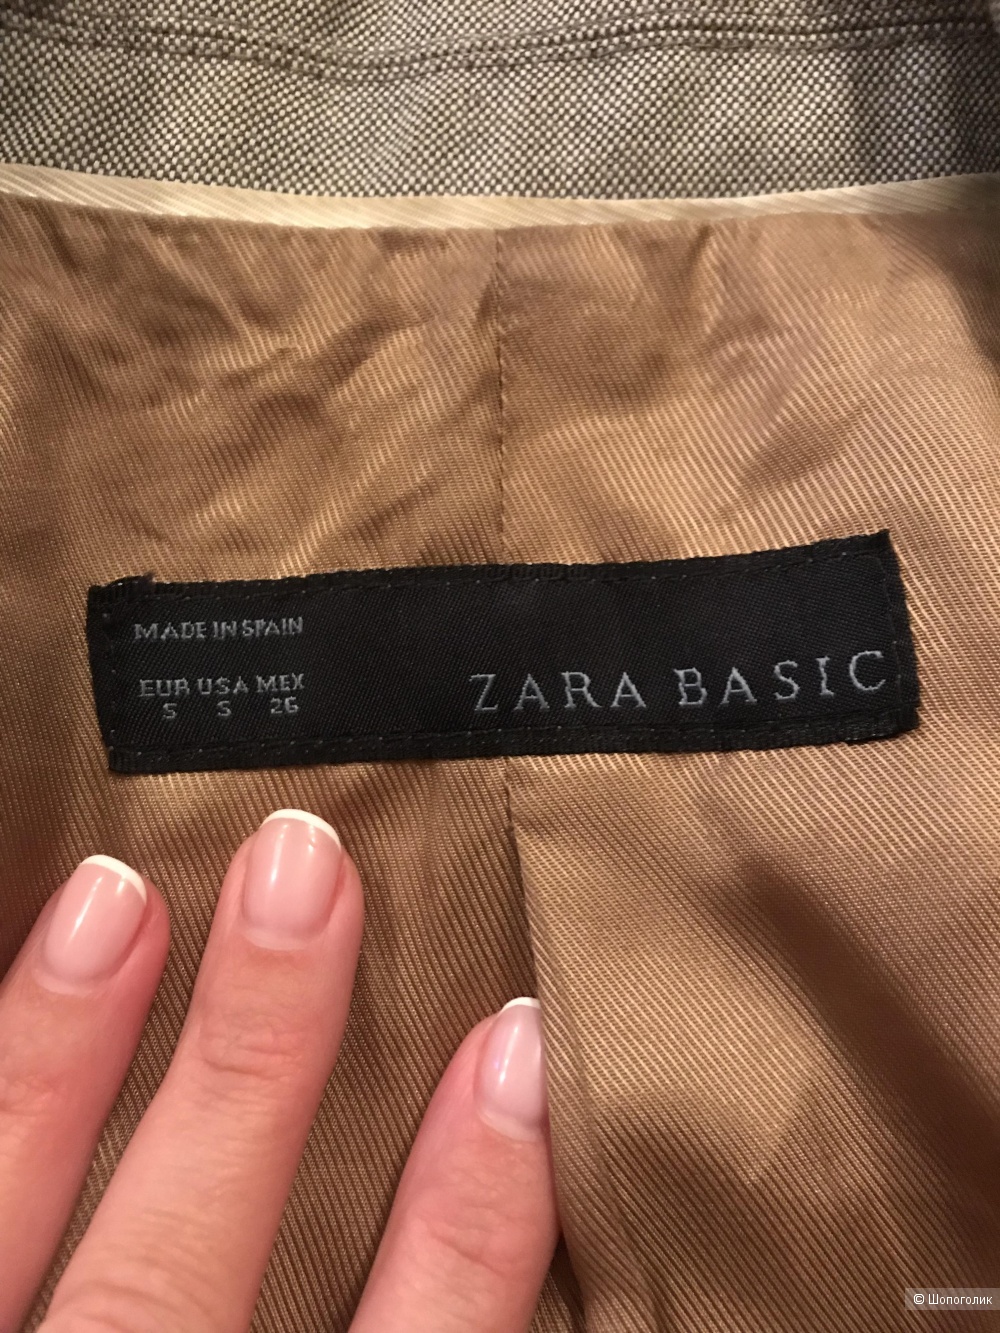 MADE IN SPAIN
EUR USA MEX
S S 26
ZARA BASIC
© Шопоголик